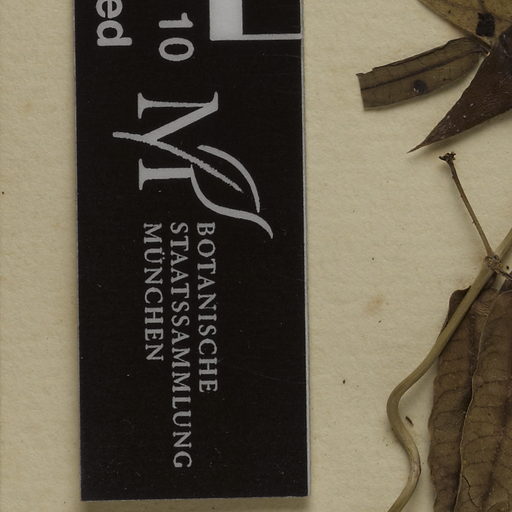 ed
10
M
BOTANISCHE
STAATSSAMMLUNG
MÜNCHEN